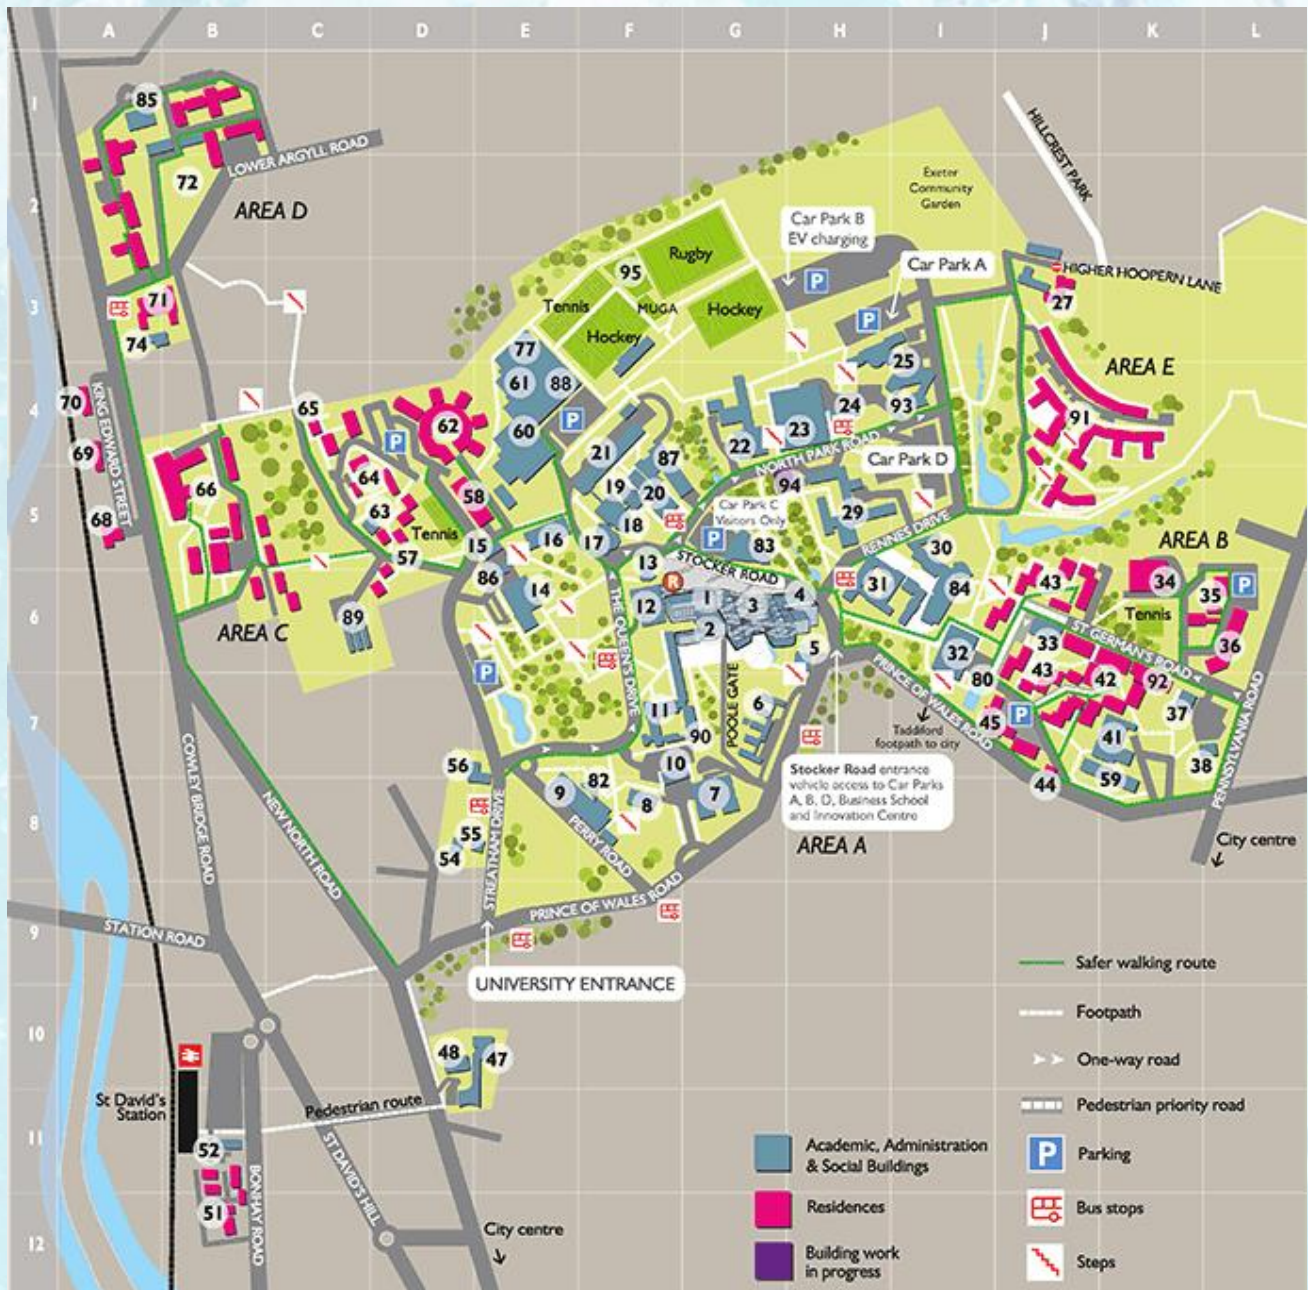 A B C D E F G H I J K L
1
85
HILLCREST PARK
LOWER ARGYLL ROAD
72
Exeter
Community
Garden
2
AREA D
Car Park B
EV charging
Rugby
Car Park A
95
P
HIGHER HOOPERN LANE
71
Tennis
MUGA
Hockey
27
3
P
Hockey
74
77
25
AREA E
70
KING EDWARD STREET
61
88
24
93
4
65
62
P
P
60
23
91
22
69
21
87
NORTH PARK ROAD
Car Park D
66
64
58
19
20
94
63
Car Park C
Visitors Only
5
68
Tennis
18
P
29
57
15
16
17
83
RENNES DRIVE
30
AREA B
86
13
STOCKER ROAD
R
14
12
1
3
4
31
84
43
34
35
P
89
THE QUEEN'S DRIVE
Tennis
6
AREA C
2
ST GERMAN'S ROAD
33
5
32
36
P
POOLE GATE
PRINCE OF WALES ROAD
80
43
42
92
7
11
6
45
P
37
90
Taddiford
footpath to city
41
COWLEY BRIDGE ROAD
56
10
38
82
Stocker Road entrance
vehicle access to Car Parks
A, B, D, Business School
and Innovation Centre
44
59
PENNSYLVANIA ROAD
NEW NORTH ROAD
9
8
7
8
55
STREATHAM DRIVE
PERRY ROAD
AREA A
54
City centre
PRINCE OF WALES ROAD
9
STATION ROAD
Safer walking route
UNIVERSITY ENTRANCE
Footpath
10
48
47
One-way road
St David's
Station
Pedestrian route
Pedestrian priority road
11
52
Academic, Administration
& Social Buildings
P
Parking
ST DAVID'S HILL
BONHAY ROAD
51
Residences
Bus stops
12
City centre
Building work
in progress
Steps